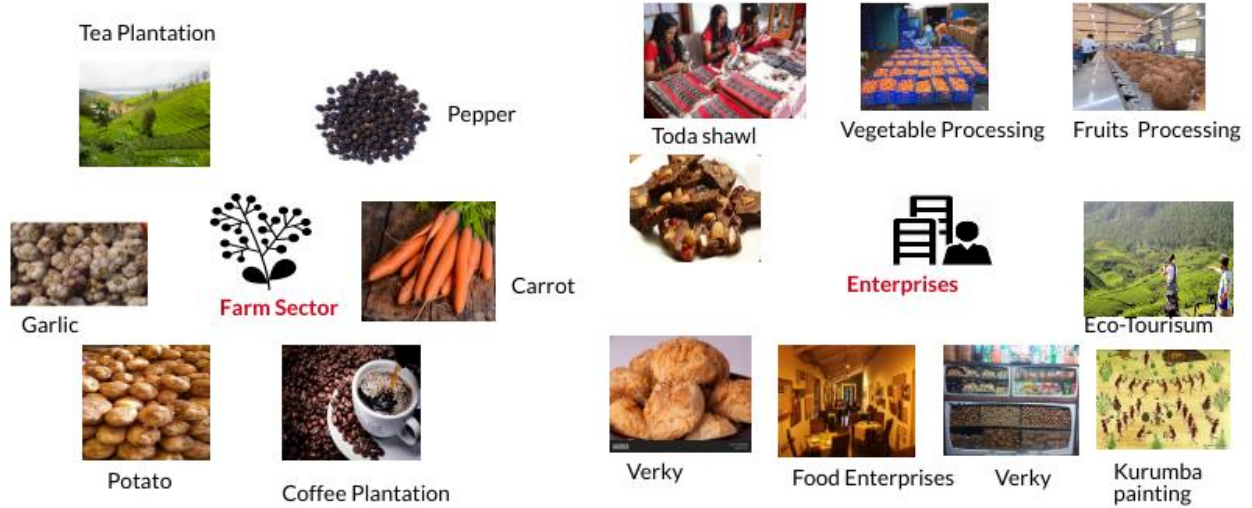 Tea Plantation
Pepper
Garlic
Farm Sector
Carrot
Potato
Coffee Plantation
Toda shawl
Vegetable Processing
Fruits Processing
Enterprises
Eco-Tourisum
Verky
Food Enterprises
Verky
Kurumba
painting